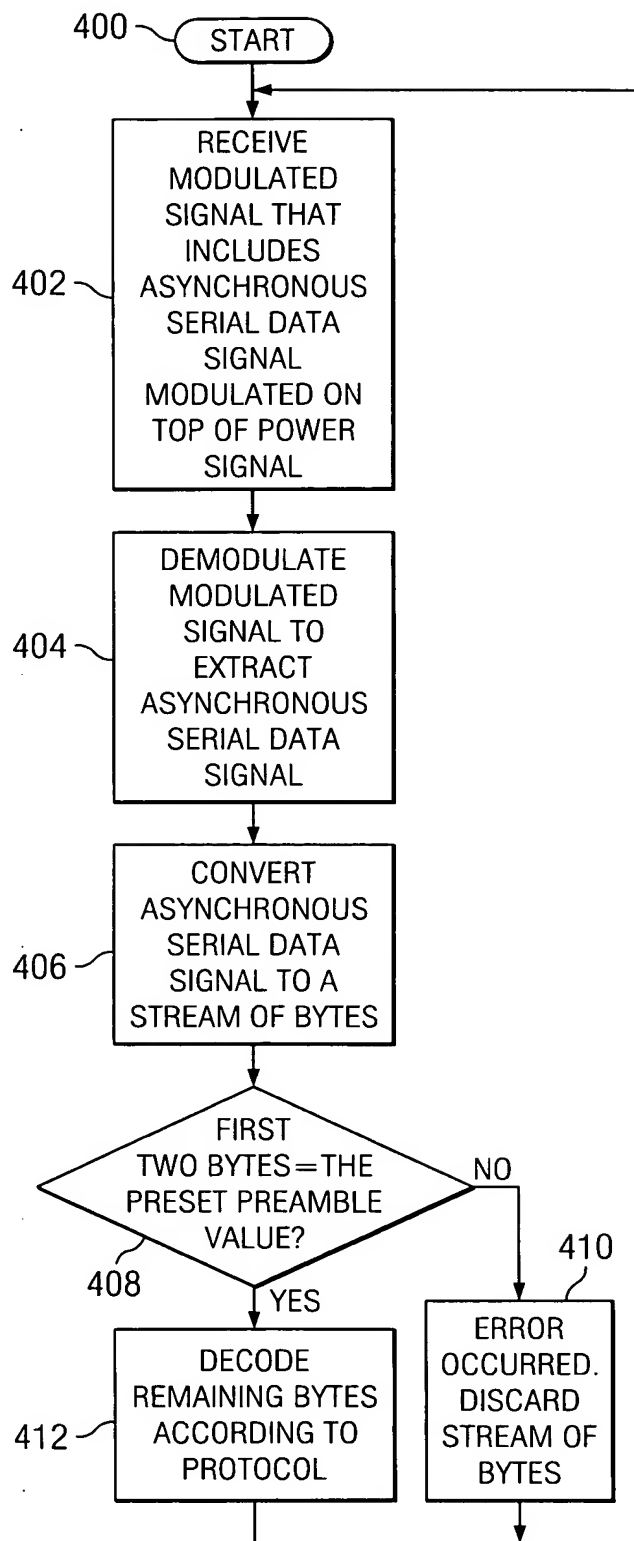 400
START
RECEIVE
MODULATED
SIGNAL THAT
INCLUDES
ASYNCHRONOUS
SERIAL DATA
SIGNAL
MODULATED ON
TOP OF POWER
SIGNAL
402
DEMODULATE
MODULATED
SIGNAL TO
EXTRACT
ASYNCHRONOUS
SERIAL DATA
SIGNAL
404
CONVERT
ASYNCHRONOUS
SERIAL DATA
SIGNAL TO A
STREAM OF BYTES
406
FIRST
TWO BYTES=THE
PRESET PREAMBLE
VALUE?
408
NO
YES
410
ERROR
OCCURRED.
DISCARD
STREAM OF
BYTES
DECODE
REMAINING BYTES
ACCORDING TO
PROTOCOL
412